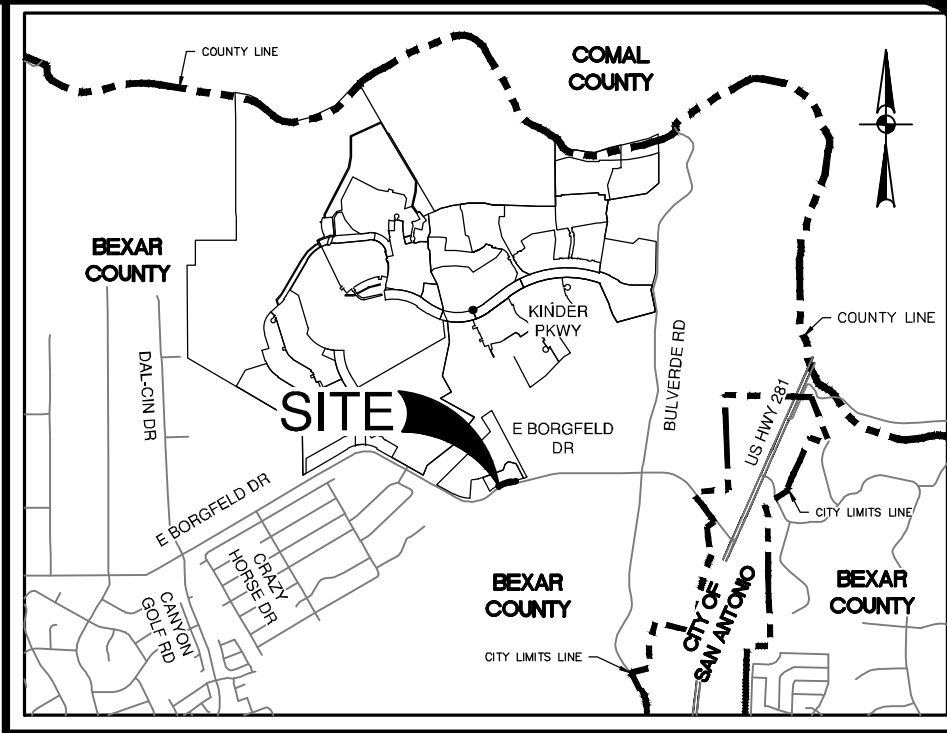 COUNTY LINE
COMAL
COUNTY
BEXAR
COUNTY
KINDER
PKWY
COUNTY LINE
BULVERDE RD
DAL-CIN DR
US HWY 281
SITE
E BORGFELD
DR
E BORGFELD DR
CITY LIMITS LINE
CRAZY
HORSE DR
CANYON
GOLF RD
BEXAR
COUNTY
CITY OF
SAN ANTONIO
BEXAR
COUNTY
CITY LIMITS LINE